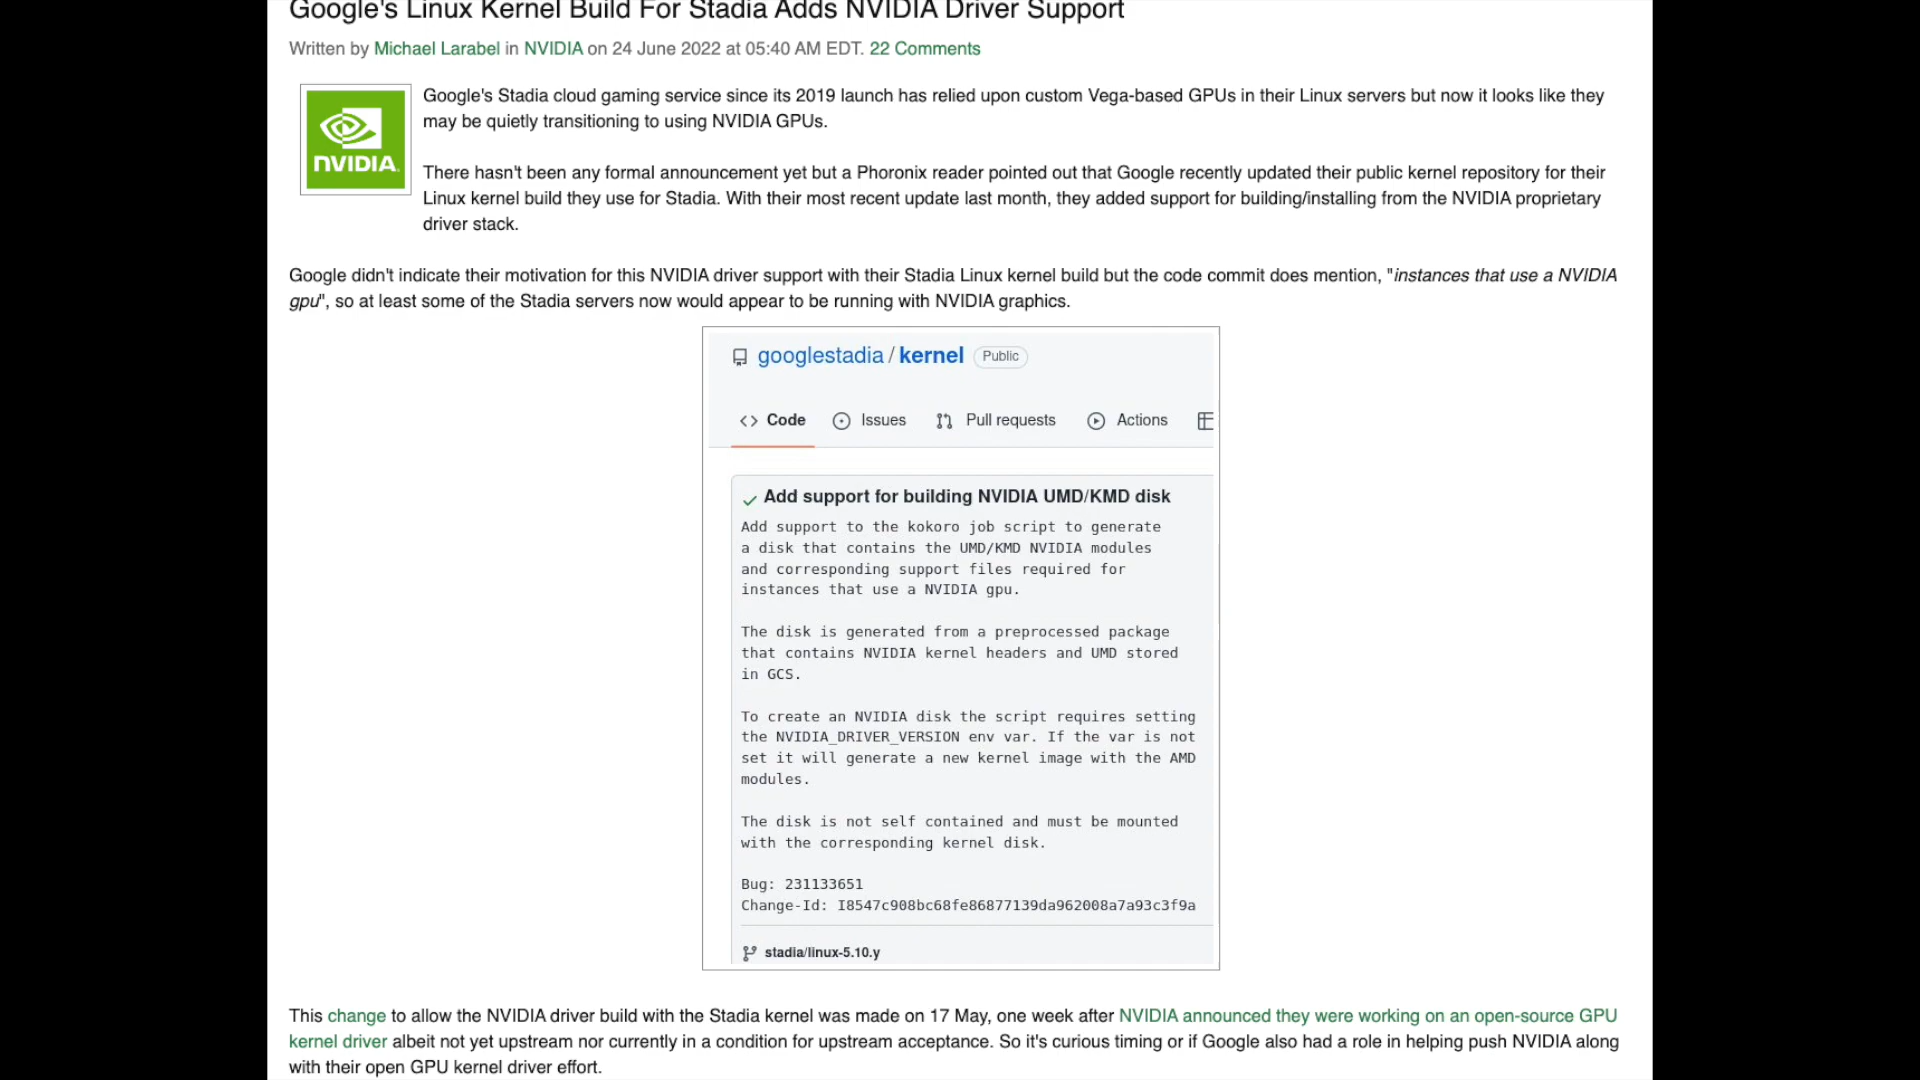 Google's Linux Kernel Build For Stadia Adds NVIDIA Driver Support
Written by Michael Larabel in NVIDIA on 24 June 2022 at 05:40 AM EDT. 22 Comments
NVIDIA.
Google's Stadia cloud gaming service since its 2019 launch has relied upon custom Vega-based GPUs in their Linux servers but now it looks like they
may be quietly transitioning to using NVIDIA GPUs.
There hasn't been any formal announcement yet but a Phoronix reader pointed out that Google recently updated their public kernel repository for their
Linux kernel build they use for Stadia. With their most recent update last month, they added support for building/installing from the NVIDIA proprietary
driver stack.
Google didn't indicate their motivation for this NVIDIA driver support with their Stadia Linux kernel build but the code commit does mention, "instances that use a NVIDIA
gpu", so at least some of the Stadia servers now would appear to be running with NVIDIA graphics.
googlestadia / kernel Public
Code Issues Pull requests Actions
Add support for building NVIDIA UMD/KMD disk
Add support to the kokoro job script to generate
a disk that contains the UMD/KMD NVIDIA modules
and corresponding support files required for
instances that use a NVIDIA gpu.
The disk is generated from a preprocessed package
that contains NVIDIA kernel headers and UMD stored
in GCS.
To create an NVIDIA disk the script requires setting
the NVIDIA_DRIVER_VERSION env var. If the var is not
set it will generate a new kernel image with the AMD
modules.
The disk is not self contained and must be mounted
with the corresponding kernel disk.
Bug: 231133651
Change-Id: I8547c908bc68fe86877139da962008a7a93c3f9a
stadia/linux-5.10.y
This change to allow the NVIDIA driver build with the Stadia kernel was made on 17 May, one week after NVIDIA announced they were working on an open-source GPU
kernel driver albeit not yet upstream nor currently in a condition for upstream acceptance. So it's curious timing or if Google also had a role in helping push NVIDIA along
with their open GPU kernel driver effort.